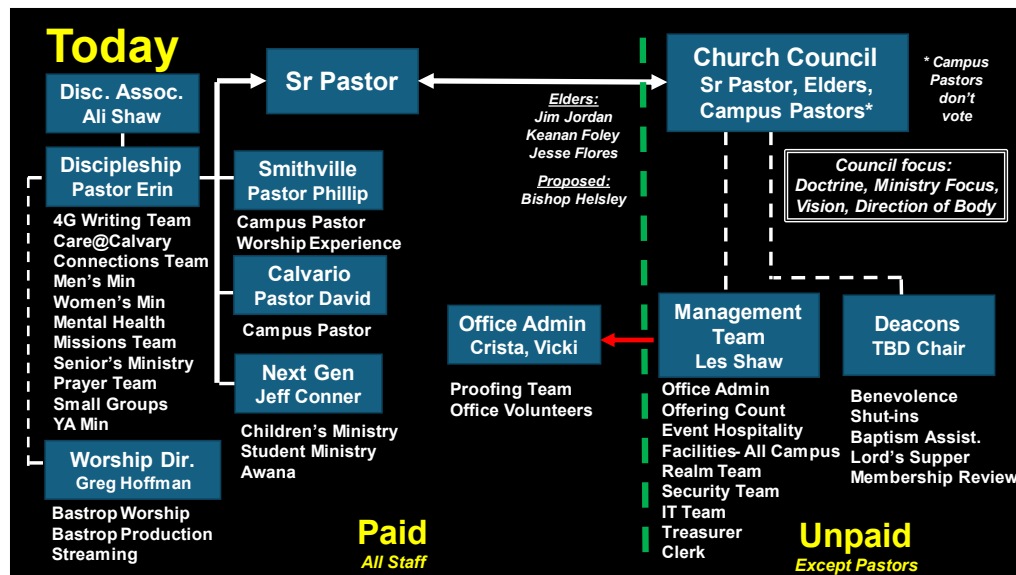 Today
Disc. Assoc.
Ali Shaw
Discipleship
Pastor Erin
4G Writing Team
Care@Calvary
Connections Team
Men's Min
Women's Min
Mental Health
Missions Team
Senior's Ministry
Prayer Team
Small Groups
YA Min
Worship Dir.
Greg Hoffman
Bastrop Worship
Bastrop Production
Streaming
Sr Pastor
Smithville
Pastor Phillip
Campus Pastor
Worship Experience
Calvario
Pastor David
Campus Pastor
Next Gen
Jeff Conner
Children's Ministry
Student Ministry
Awana
Paid
All Staff
Elders:
Jim Jordan
Keanan Foley
Jesse Flores
Proposed:
Bishop Helsley
Office Admin
Crista, Vicki
Proofing Team
Office Volunteers
Church Council
Sr Pastor, Elders,
Campus Pastors*
* Campus
Pastors
don't
vote
Council focus:
Doctrine, Ministry Focus,
Vision, Direction of Body
Management
Team
Les Shaw
Office Admin
Offering Count
Event Hospitality
Facilities- All Campus
Realm Team
Security Team
IT Team
Treasurer
Clerk
Deacons
TBD Chair
Benevolence
Shut-ins
Baptism Assist.
Lord's Supper
Membership Review
Unpaid
Except Pastors